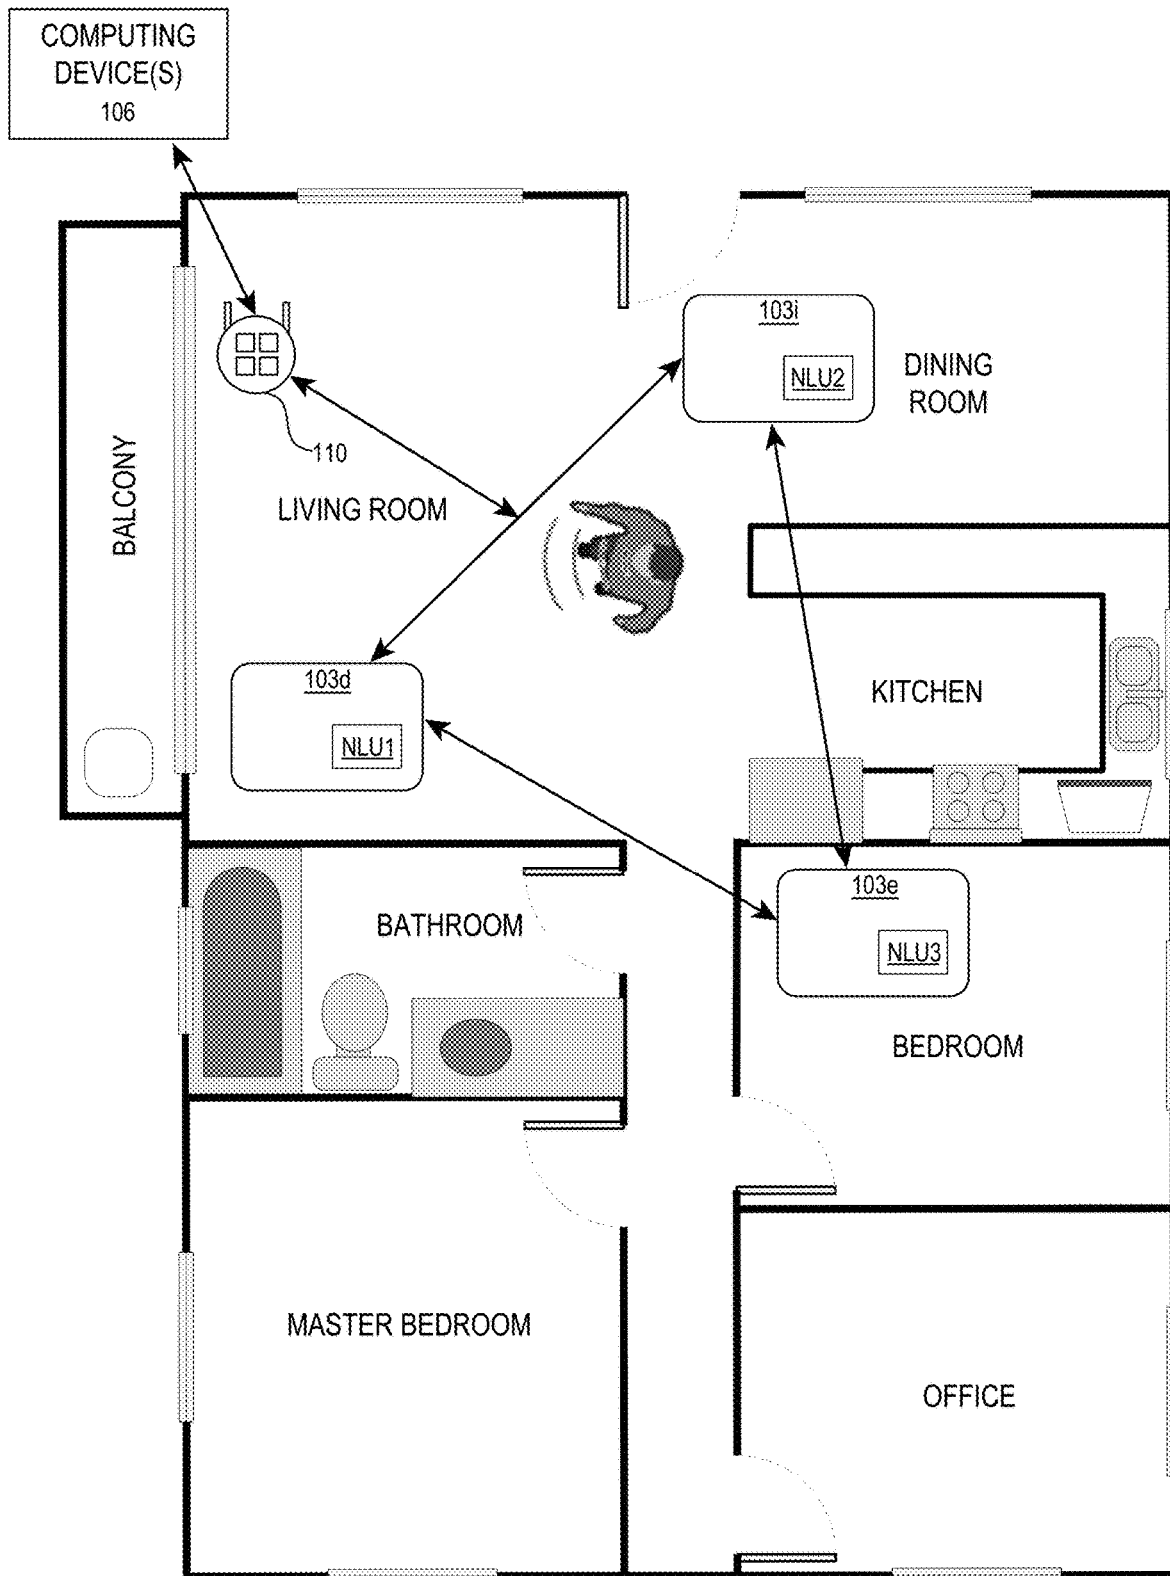 COMPUTING
DEVICE(S)
106
103i
NLU2
DINING
ROOM
110
BALCONY
LIVING ROOM
103d
NLU1
KITCHEN
103e
NLU3
BATHROOM
BEDROOM
MASTER BEDROOM
OFFICE